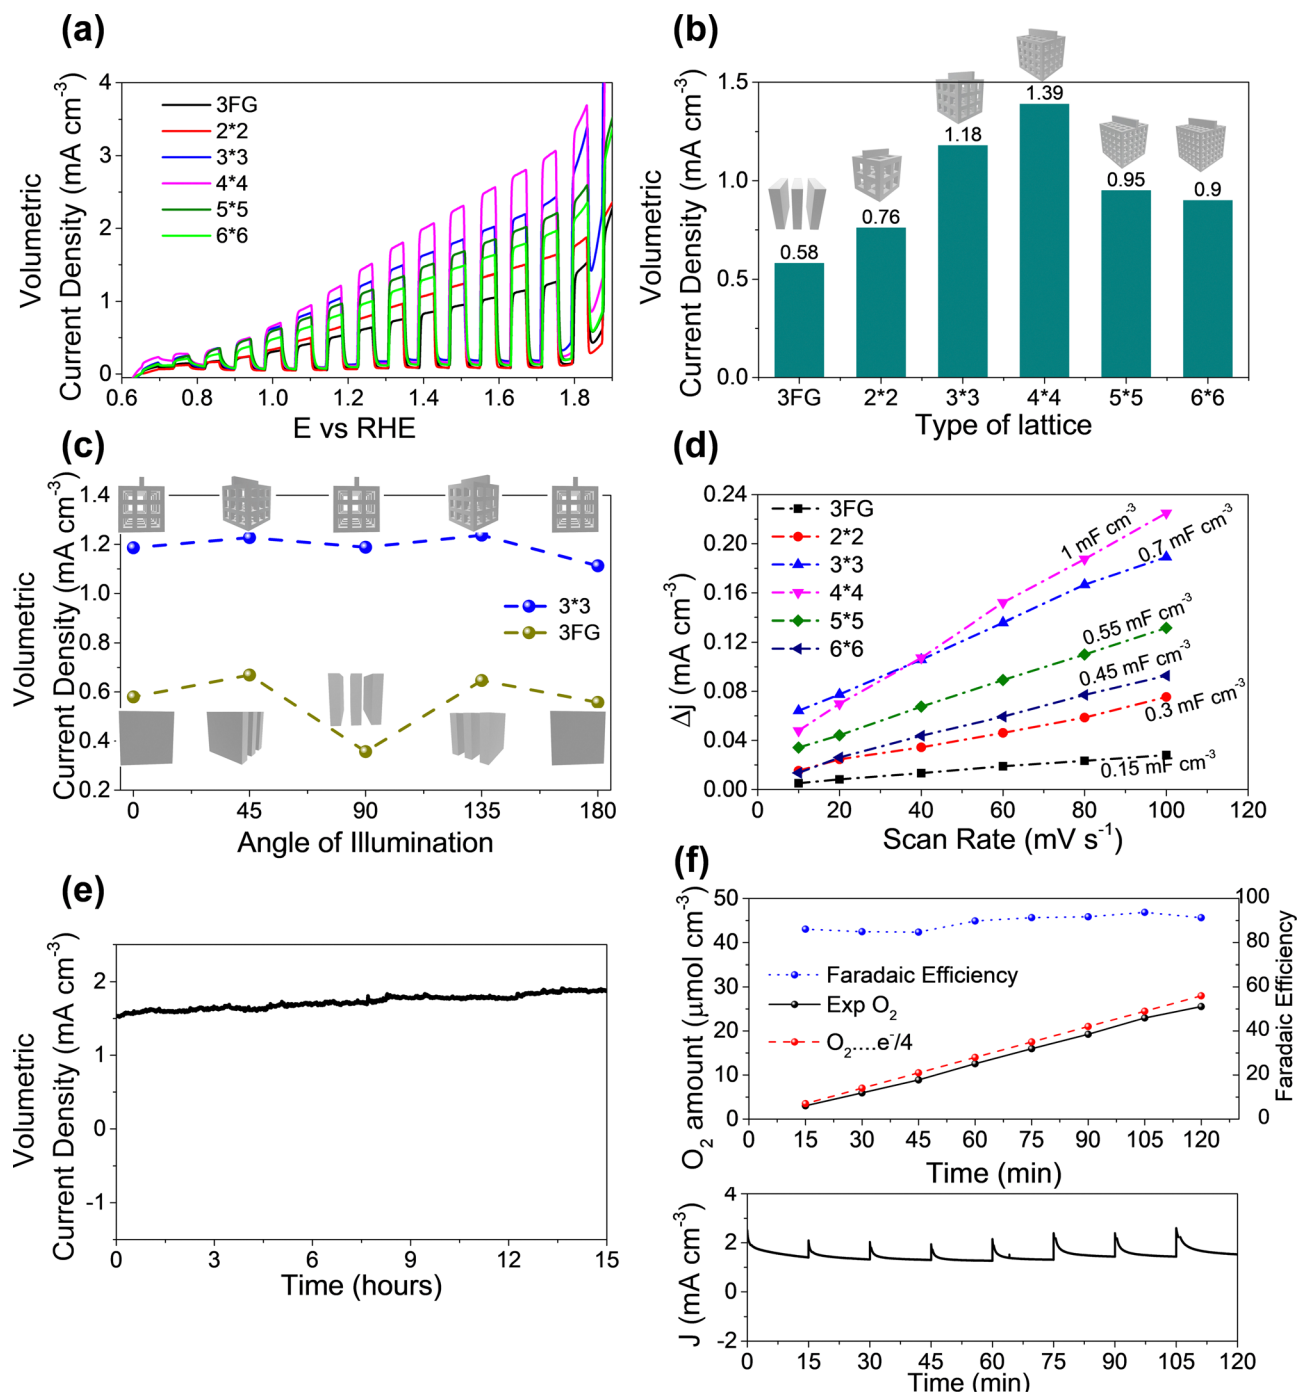 (a)
Volumetric
Current Density (mA cm⁻³)
4
3
2
1
0
3FG
2*2
3*3
4*4
5*5
6*6
0.6 0.8 1.0 1.2 1.4 1.6 1.8
E vs RHE
(b)
Volumetric
Current Density (mA cm⁻³)
1.5
1.0
0.5
0.0
0.58
0.76
1.18
1.39
0.95
0.9
3FG 2*2 3*3 4*4 5*5 6*6
Type of lattice
(c)
Volumetric
Current Density (mA cm⁻³)
1.4
1.2
1.0
0.8
0.6
0.4
0.2
3*3
3FG
0 45 90 135 180
Angle of Illumination
(d)
Δj (mA cm⁻³)
0.24
0.20
0.16
0.12
0.08
0.04
0.00
3FG
2*2
3*3
4*4
5*5
6*6
1 mF cm⁻³
0.7 mF cm⁻³
0.55 mF cm⁻³
0.45 mF cm⁻³
0.3 mF cm⁻³
0.15 mF cm⁻³
0 20 40 60 80 100 120
Scan Rate (mV s⁻¹)
(e)
Volumetric
Current Density (mA cm⁻³)
2
1
0
-1
0 3 6 9 12 15
Time (hours)
(f)
O₂ amount (μmol cm⁻³)
50
45
40
35
30
25
20
15
10
5
0
Faradaic Efficiency
Exp O₂
O₂....e⁻/4
100
80
60
40
20
0
Faradaic Efficiency
0 15 30 45 60 75 90 105 120
Time (min)
J (mA cm⁻³)
4
2
0
-2
0 15 30 45 60 75 90 105 120
Time (min)